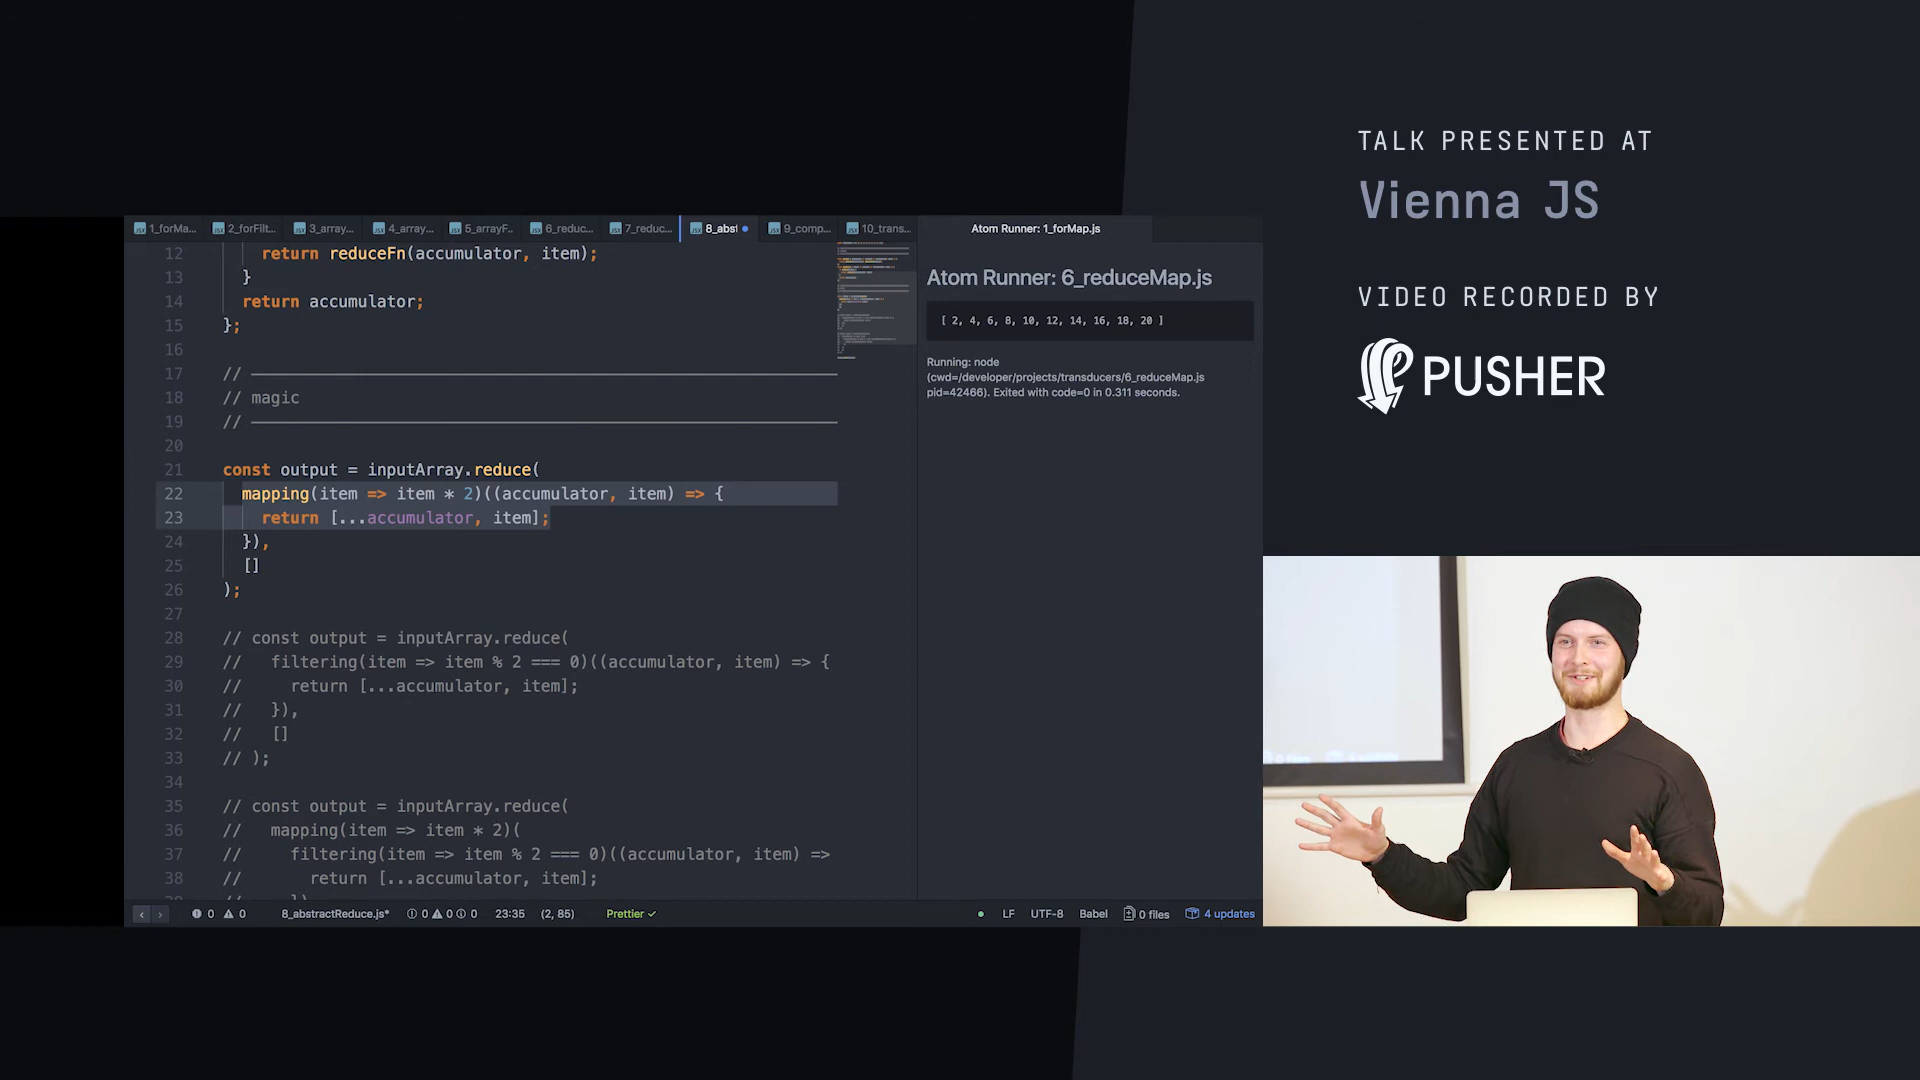 TALK PRESENTED AT
Vienna JS
VIDEO RECORDED BY
PUSHER
1_forMa...
2_forFilt...
3_array...
4_array...
5_arrayF..
6_reduc...
7_reduc...
8_abst
9_comp...
10_trans...
Atom Runner: 1_forMap.js
12 return reduceFn(accumulator, item);
13 }
14 return accumulator;
15 };
16
17 //
18 // magic
19 //
20
21 const output = inputArray.reduce(
22 mapping(item => item * 2)((accumulator, item) => {
23 return [...accumulator, item];
24 }),
25 []
26 );
27
28 // const output = inputArray.reduce(
29 // filtering(item => item % 2 === 0)((accumulator, item) => {
30 // return [...accumulator, item];
31 // }),
32 // []
33 // );
34
35 // const output = inputArray.reduce(
36 // mapping(item => item * 2)(
37 // filtering(item => item % 2 === 0)((accumulator, item) =>
38 // return [...accumulator, item];
Atom Runner: 6_reduceMap.js
[ 2, 4, 6, 8, 10, 12, 14, 16, 18, 20 ]
Running: node
(cwd=/developer/projects/transducers/6_reduceMap.js
pid=42466). Exited with code=0 in 0.311 seconds.
0 0 8_abstractReduce.js* 0 0 0 23:35 (2, 85) Prettier ✓ LF UTF-8 Babel 0 files 4 updates